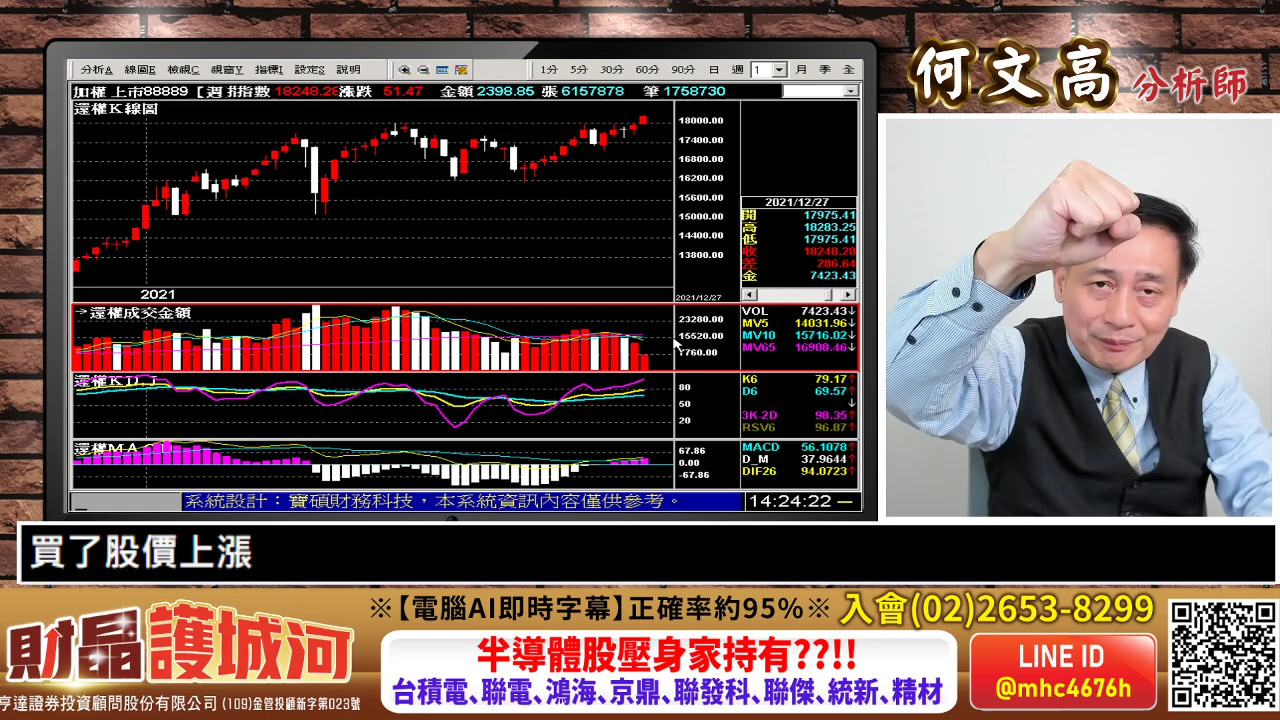 何文高 分析師
分析A 線圖E 檢視C 視窗Y 指標I 設定S 說明
1分 5分 30分 60分 90分 日 週 1 月 季 全
加權 上市88889 [週 指數 18248.28 漲跌 51.47 金額 2398.85 張 6157878 筆 1758730
還權K線圖
18000.00
17400.00
16800.00
16200.00
15600.00
15000.00
14400.00
13800.00
2021
2021/12/27
2021/12/27
開 17975.41
高 18283.25
低 17975.41
收 18248.28
差 286.64
金 7423.43
→還權成交金額
23280.00
15520.00
7760.00
VOL 7423.43↓
MV5 14031.96↓
MV10 15716.02↓
MV65 16908.46↓
還權KD,J
80
50
20
K6 79.17↑
D6 69.57↑
↓
3K-2D 98.35↑
RSV6 96.87↑
還權MA
67.86
0.00
-67.86
MACD 56.1078↑
D_M 37.9644↑
DIF26 94.0723↑
系統設計：寶碩財務科技，本系統資訊內容僅供參考。
14:24:22
買了股價上漲
※【電腦AI即時字幕】正確率約95%※ 入會(02)2653-8299
財晶護城河
半導體股壓身家持有??!!
台積電、聯電、鴻海、京鼎、聯發科、聯傑、統新、精材
LINE ID
@mhc4676h
亨達證券投資顧問股份有限公司 (109)金管投顧新字第023號